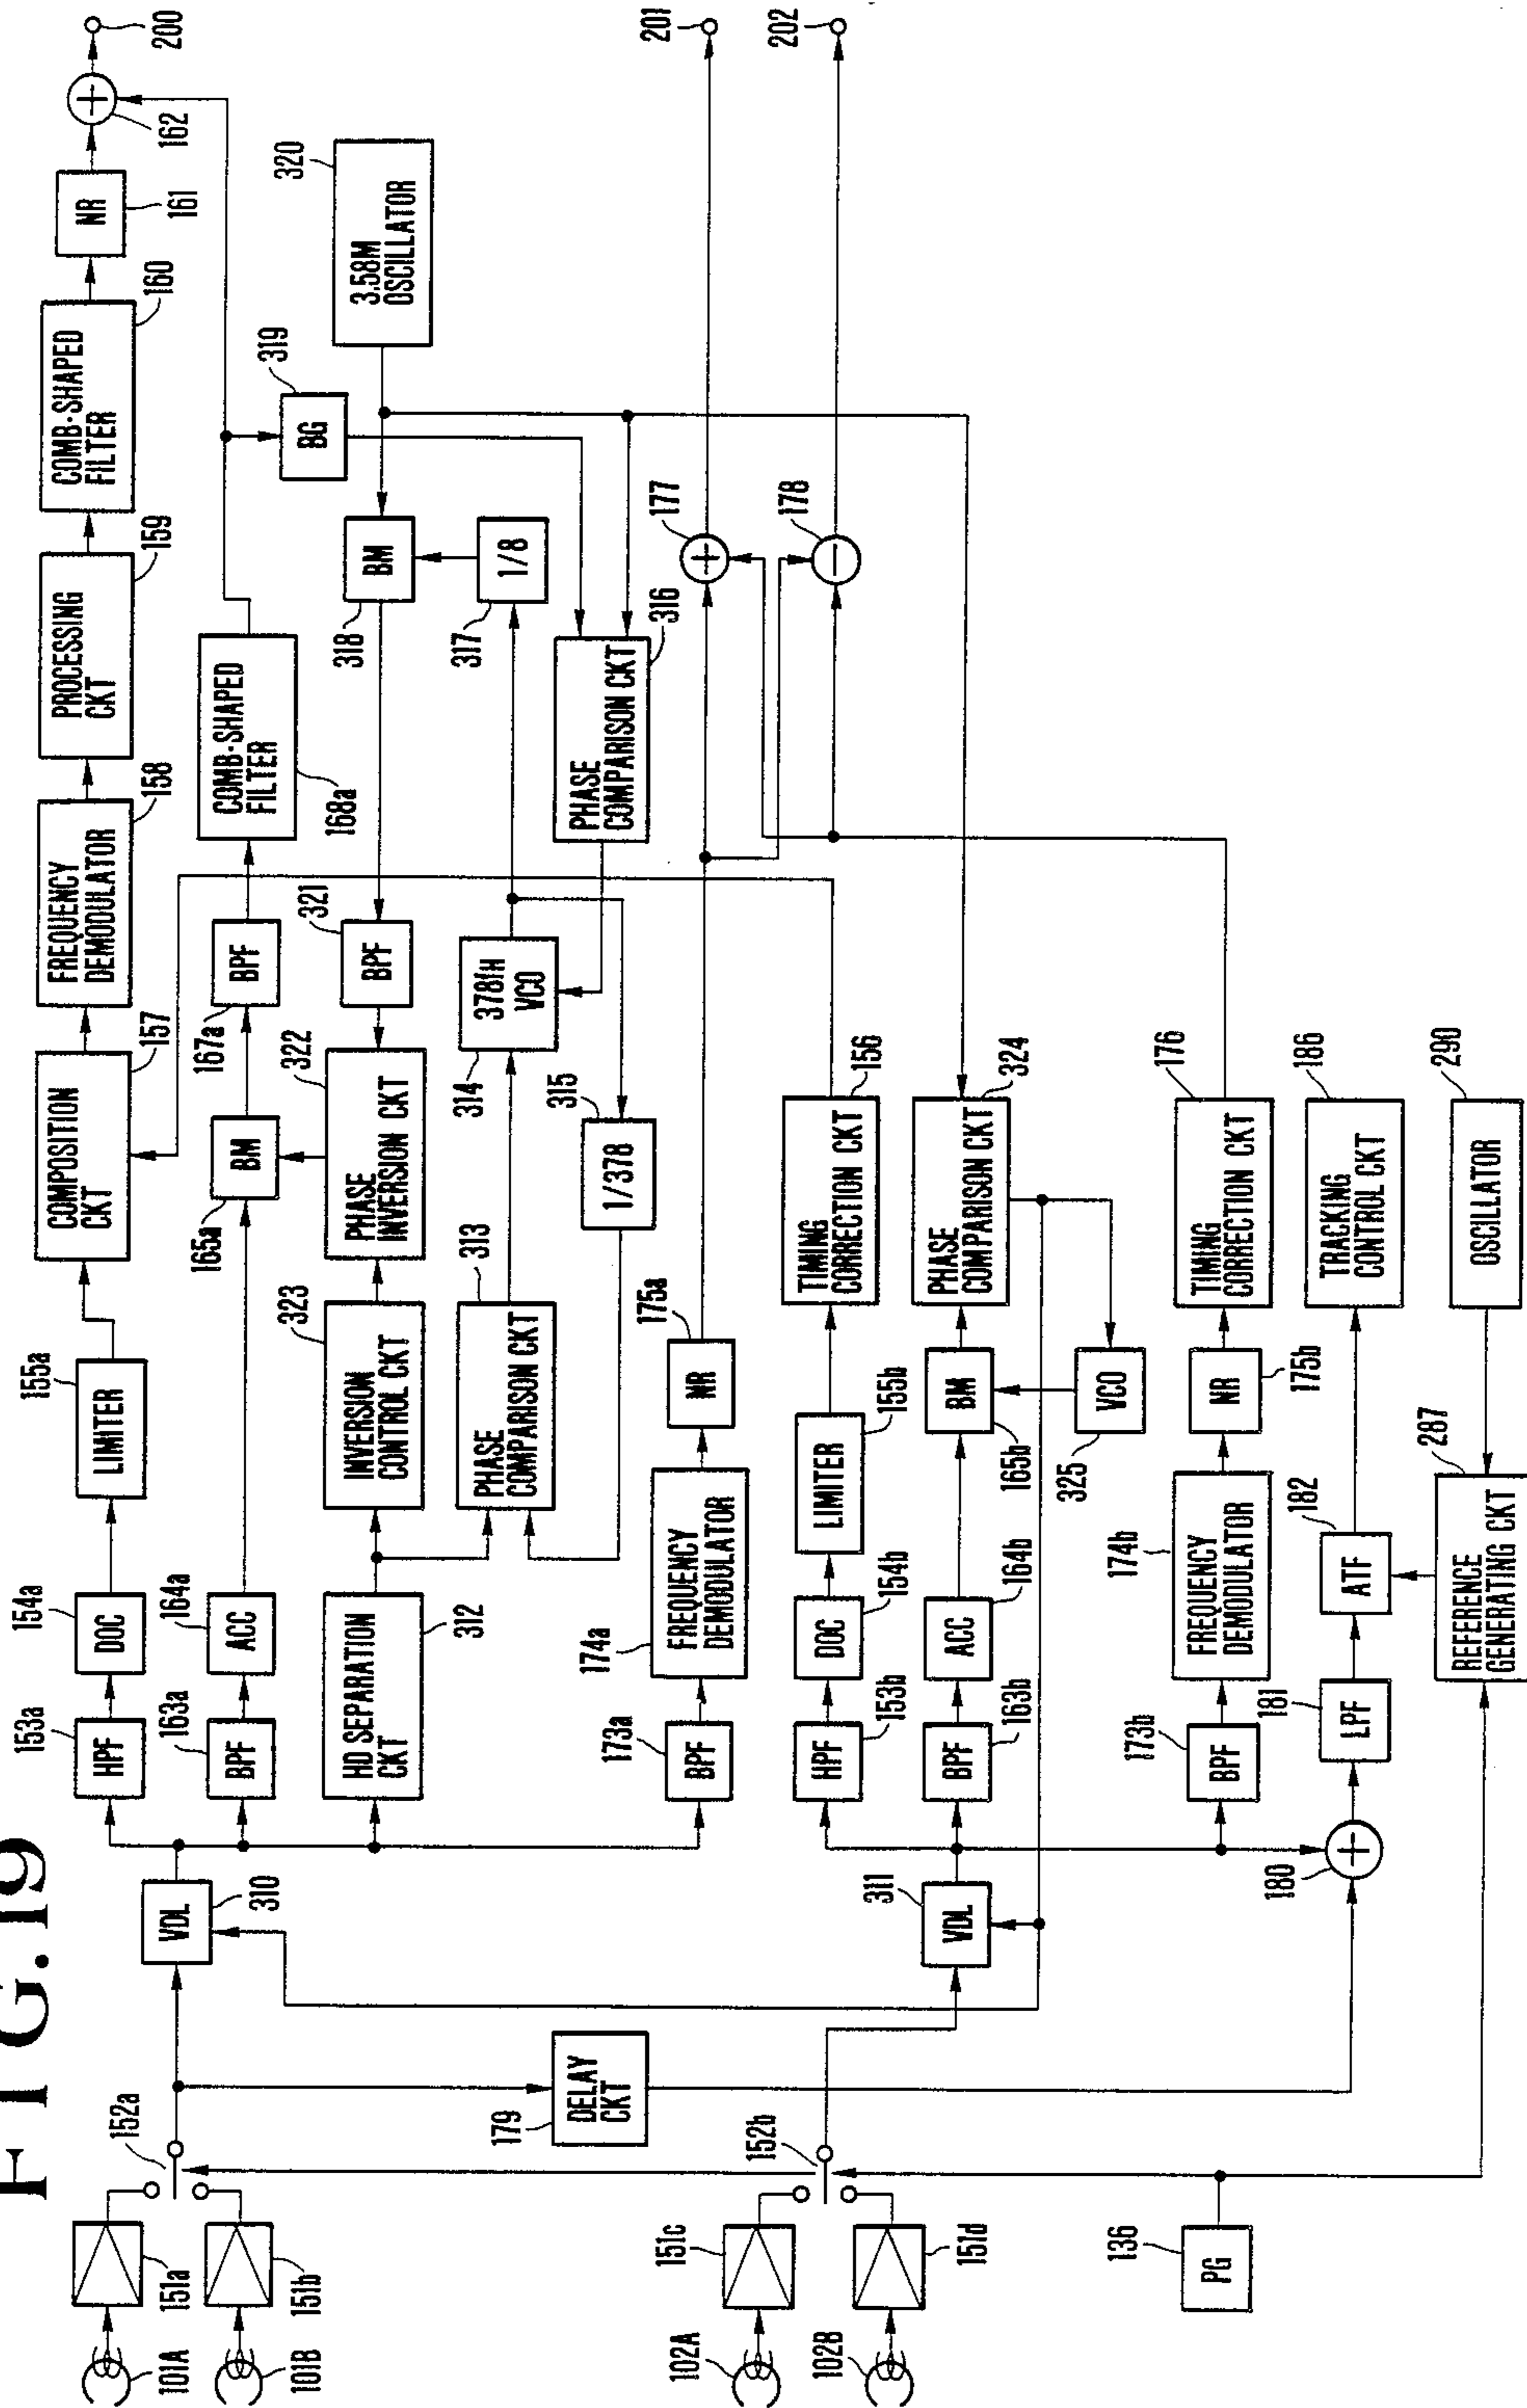 FIG.19
101A
151a
101B
151b
152a
VDL
310
153a
HPF
154a
DOC
155a
LIMITER
COMPOSITION
CKT
157
FREQUENCY
DEMODULATOR
158
PROCESSING
CKT
159
COMB-SHAPED
FILTER
160
NR
161
162
200
163a
BPF
164a
ACC
165a
BM
167a
BPF
COMB-SHAPED
FILTER
168a
HD SEPARATION
CKT
312
INVERSION
CONTROL CKT
323
PHASE
INVERSION CKT
322
321
BPF
318
BM
BG
319
3.58M
OSCILLATOR
320
PHASE
COMPARISON CKT
313
378fH
VCO
314
317
1/8
315
1/378
PHASE
COMPARISON CKT
316
179
DELAY
CKT
173a
BPF
174a
FREQUENCY
DEMODULATOR
175a
NR
177
201
178
202
102A
151c
102B
151d
152b
311
VDL
HPF
153b
DOC
154b
LIMITER
155b
TIMING
CORRECTION CKT
156
BPF
163b
ACC
164b
BM
165b
PHASE
COMPARISON CKT
324
VCO
325
173b
BPF
174b
FREQUENCY
DEMODULATOR
NR
175b
TIMING
CORRECTION CKT
176
136
PG
180
181
LPF
182
ATF
TRACKING
CONTROL CKT
186
REFERENCE
GENERATING CKT
287
OSCILLATOR
290